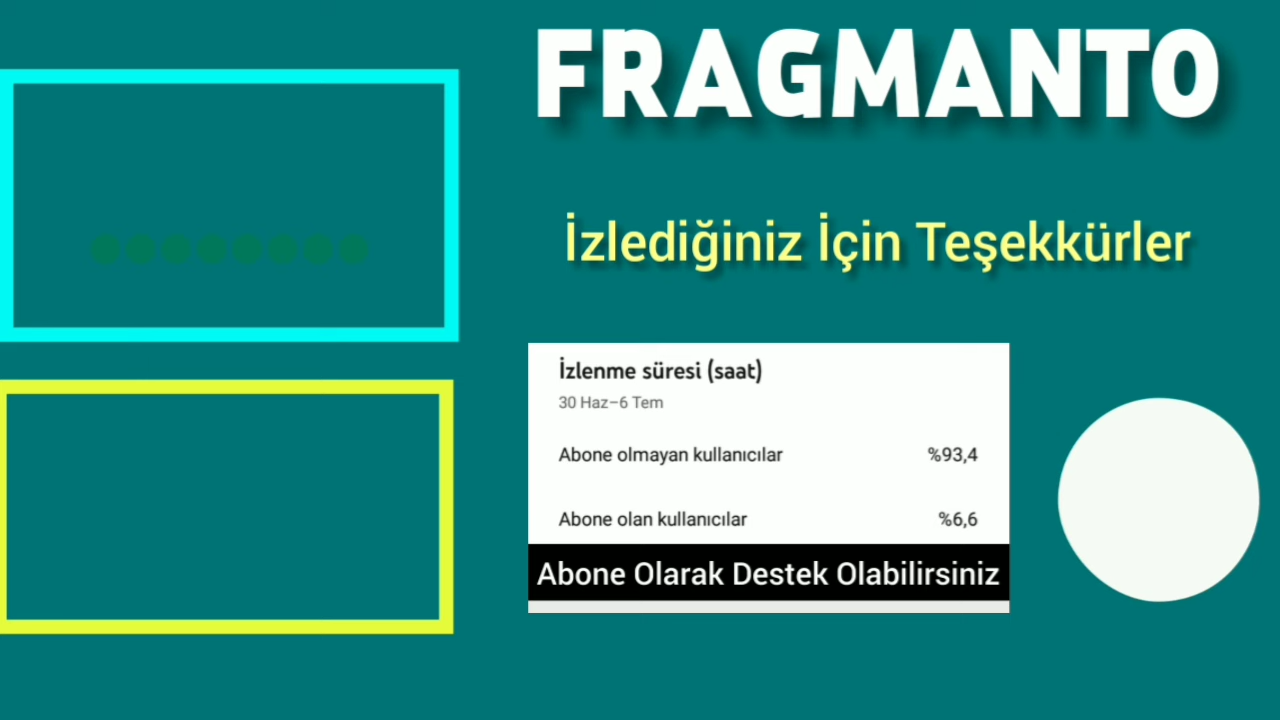 FRAGMANTO
İzlediğiniz İçin Teşekkürler
İzlenme süresi (saat)
30 Haz–6 Tem
Abone olmayan kullanıcılar %93,4
Abone olan kullanıcılar %6,6
Abone Olarak Destek Olabilirsiniz